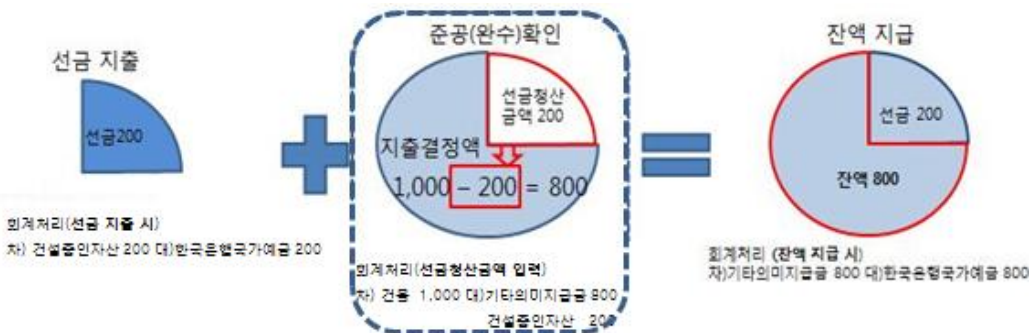 선금 지출
선금200
회계처리(선금 지출 시)
차) 건설중인자산 200 대)한국은행국가예금 200
준공(완수)확인
선금청산
금액 200
지출결정액
1,000 – 200 = 800
회계처리(선금청산금액 입력)
차) 건물 1,000 대)기타의미지급금 800
건설중인자산 200
잔액 지급
선금 200
잔액 800
회계처리 (잔액 지급 시)
차)기타의미지급금 800 대)한국은행국가예금 800